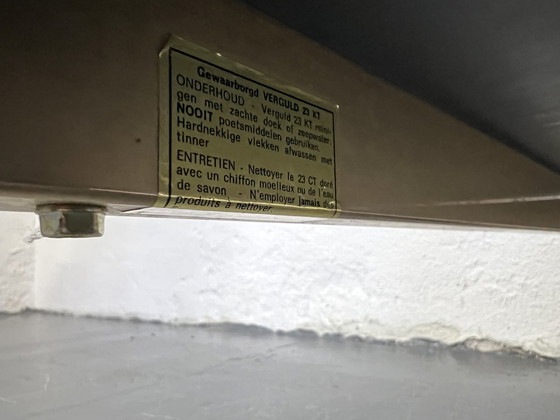 Gewaarborgd VERGULD 23 KT
ONDERHOUD - Verguld 23 KT reini-
gen met zachte doek of zeepwater.
NOOIT poetsmiddelen gebruiken.
Hardnekkige vlekken afwassen met
tinner
ENTRETIEN - Nettoyer le 23 CT doré
avec un chiffon moelleux ou de l'eau
de savon - N'employer jamais des
produits à nettoyer.